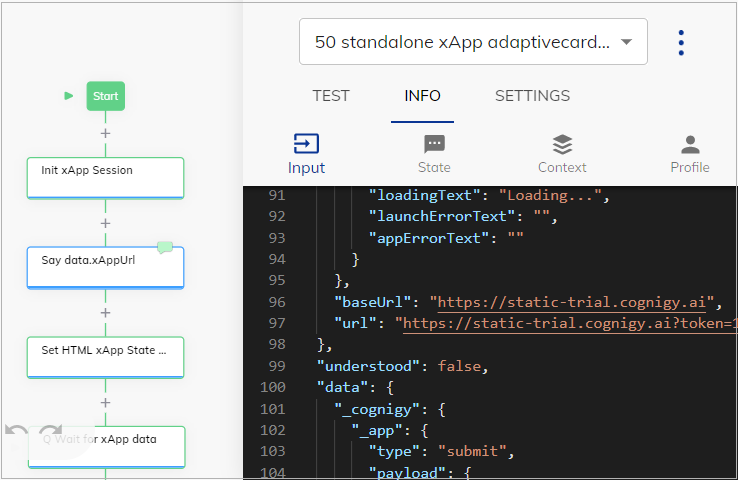 Start
Init xApp Session
Say data.xAppUrl
Set HTML xApp State ...
Q Wait for xApp data
50 standalone xApp adaptivecard...
TEST INFO SETTINGS
Input State Context Profile
91 "loadingText": "Loading...",
92 "launchErrorText": "",
93 "appErrorText": ""
94 }
95 },
96 "baseUrl": "https://static-trial.cognigy.ai",
97 "url": "https://static-trial.cognigy.ai?token=1
98 },
99 "understood": false,
100 "data": {
101 "_cognigy": {
102 "_app": {
103 "type": "submit",
104 "payload": {